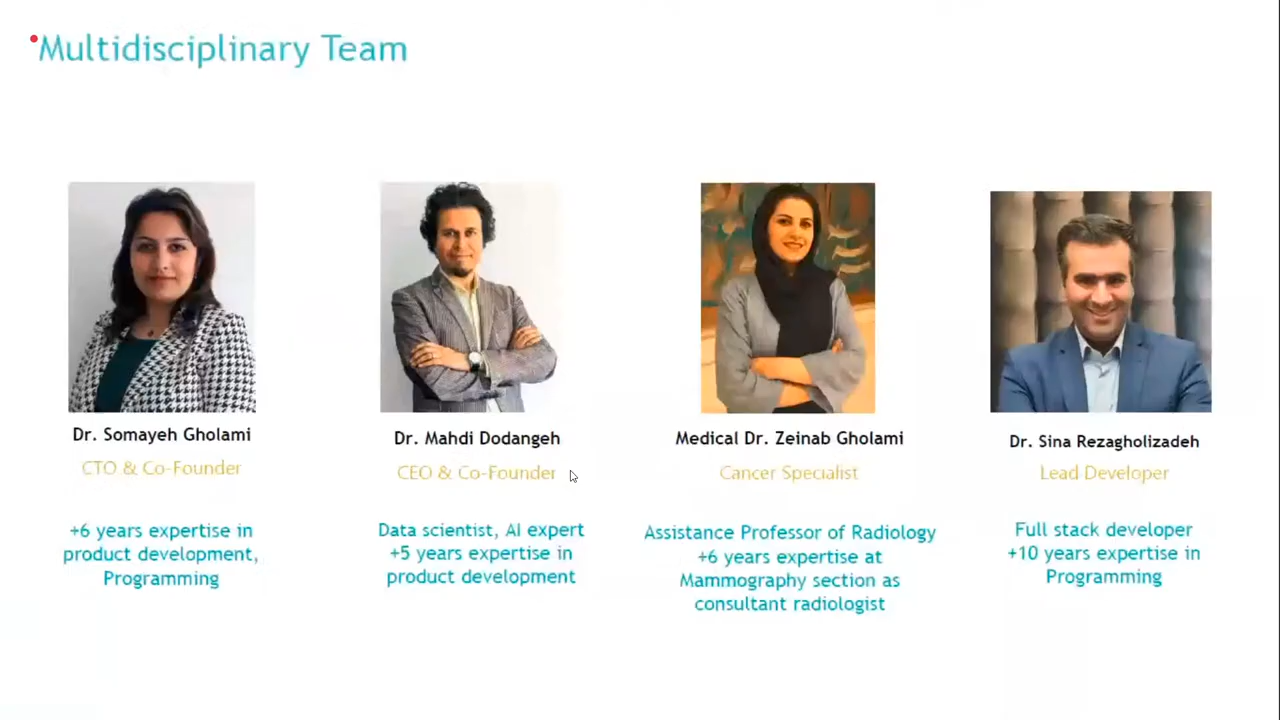 Multidisciplinary Team
Dr. Somayeh Gholami
CTO & Co-Founder
+6 years expertise in
product development,
Programming
Dr. Mahdi Dodangeh
CEO & Co-Founder
Data scientist, AI expert
+5 years expertise in
product development
Medical Dr. Zeinab Gholami
Cancer Specialist
Assistance Professor of Radiology
+6 years expertise at
Mammography section as
consultant radiologist
Dr. Sina Rezagholizadeh
Lead Developer
Full stack developer
+10 years expertise in
Programming